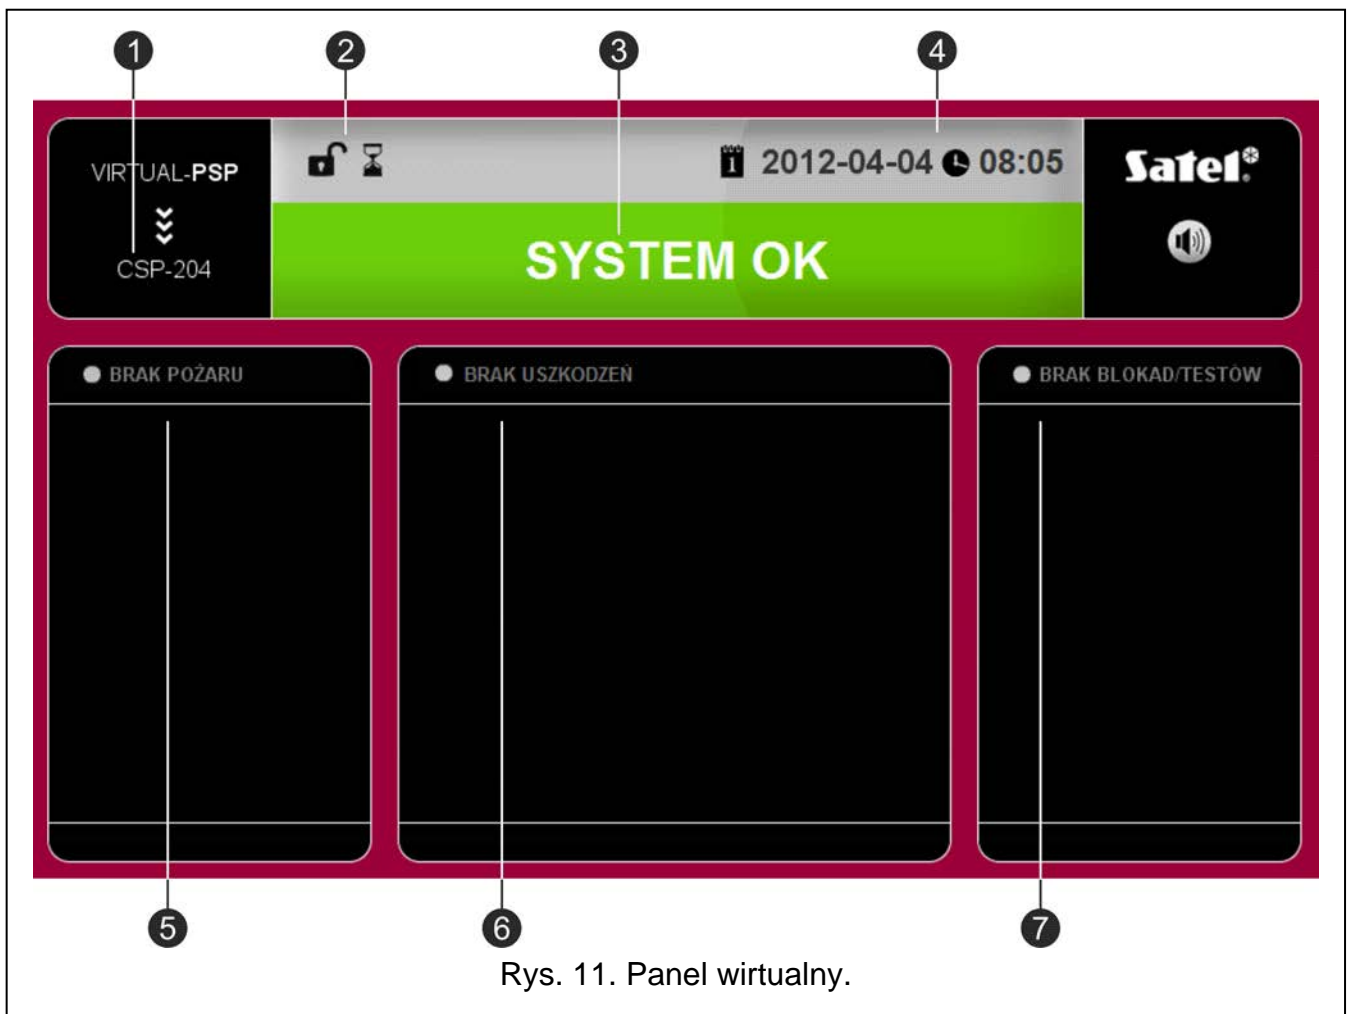 1 2 3 4
VIRTUAL-PSP
CSP-204
2012-04-04 08:05
SYSTEM OK
Satel®
BRAK POŻARU
BRAK USZKODZEŃ
BRAK BLOKAD/TESTÓW
5 6 7
Rys. 11. Panel wirtualny.